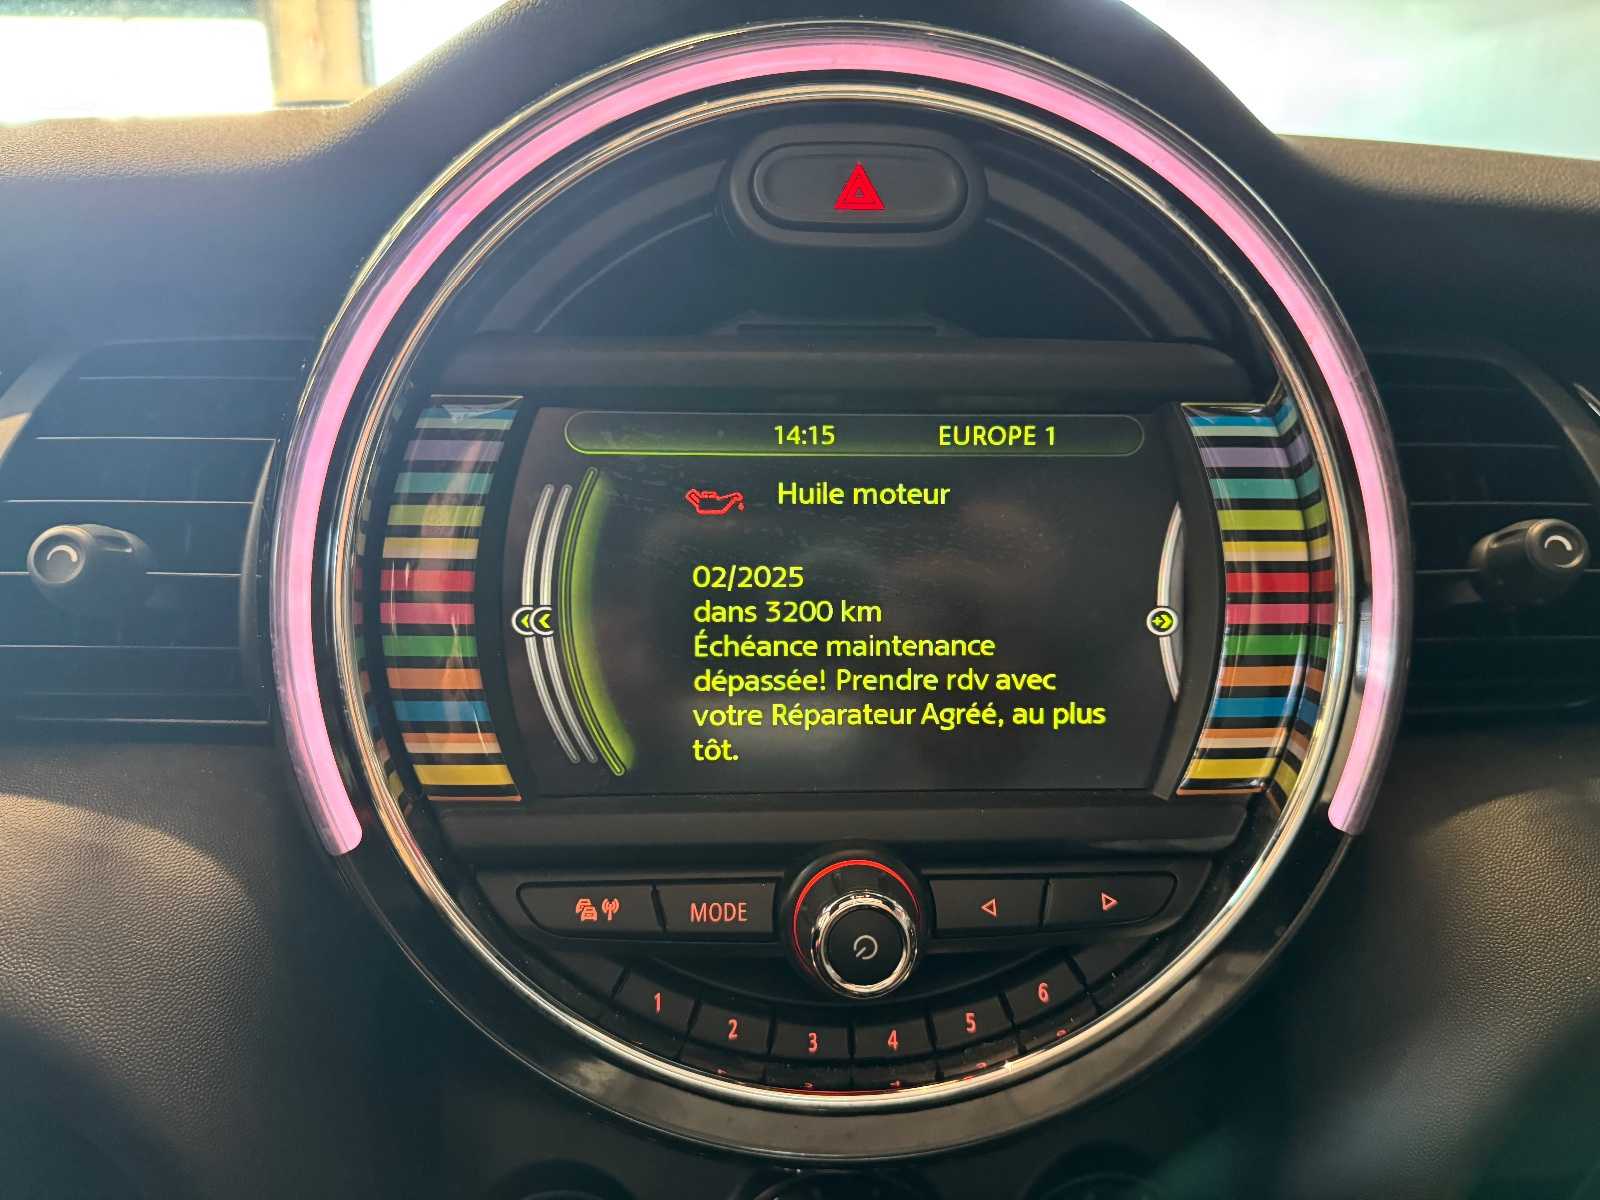 14:15 EUROPE 1
Huile moteur
02/2025
dans 3200 km
Échéance maintenance
dépassée! Prendre rdv avec
votre Réparateur Agréé, au plus
tôt.
MODE
1 2 3 4 5 6